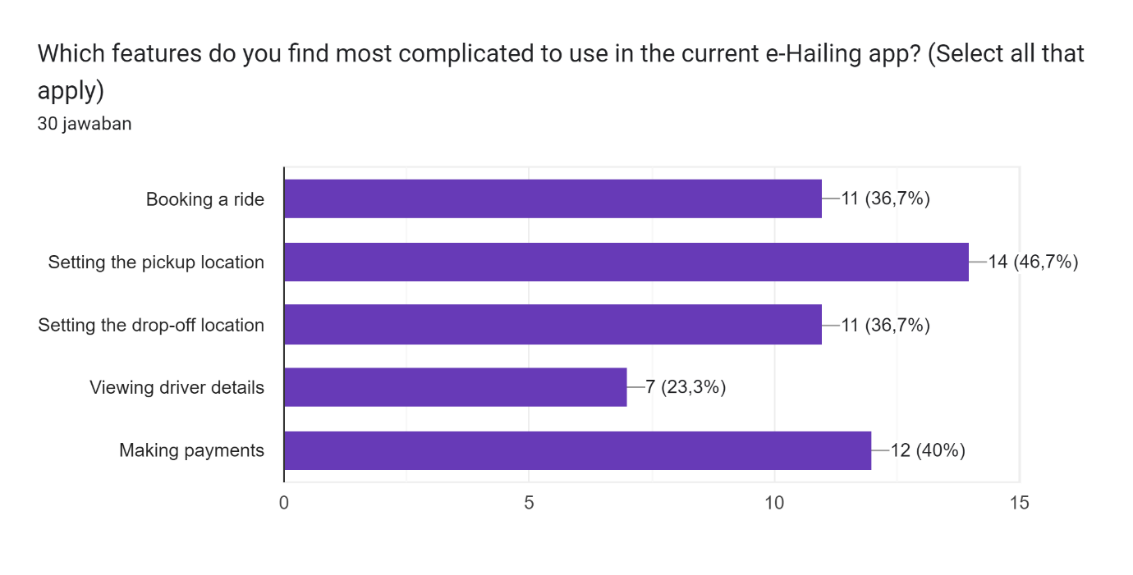 Which features do you find most complicated to use in the current e-Hailing app? (Select all that
apply)
30 jawaban
Booking a ride
11 (36,7%)
Setting the pickup location
14 (46,7%)
Setting the drop-off location
11 (36,7%)
Viewing driver details
7 (23,3%)
Making payments
12 (40%)
0
5
10
15